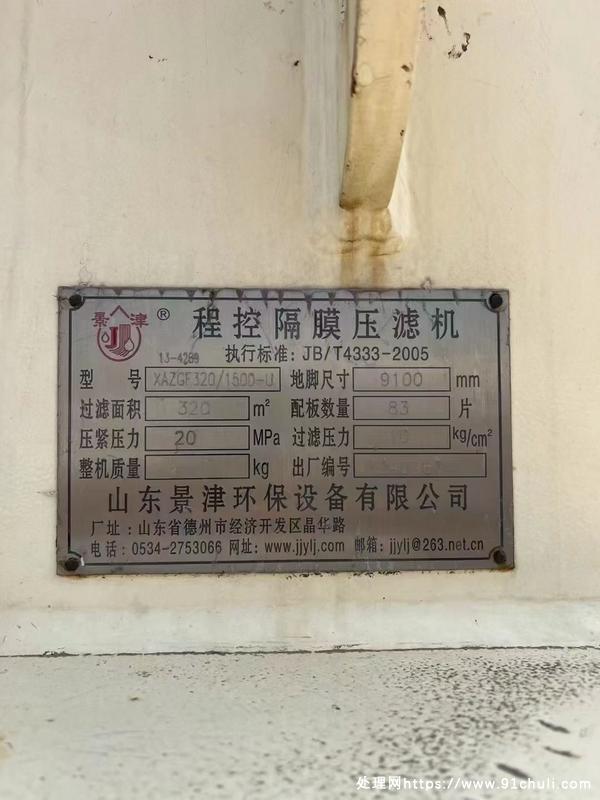 景津 ® 程控隔膜压滤机
13-4289 执行标准：JB/T4333-2005
型 号 XAZGF320/1500-U 地脚尺寸 9100 mm
过滤面积 320 m² 配板数量 83 片
压紧压力 20 MPa 过滤压力 kg/cm²
整机质量 kg 出厂编号
山东景津环保设备有限公司
厂址：山东省德州市经济开发区晶华路
电话：0534-2753066 网址：www.jjylj.com 邮箱：jjylj@263.net.cn
处理网https://www.91chuli.com